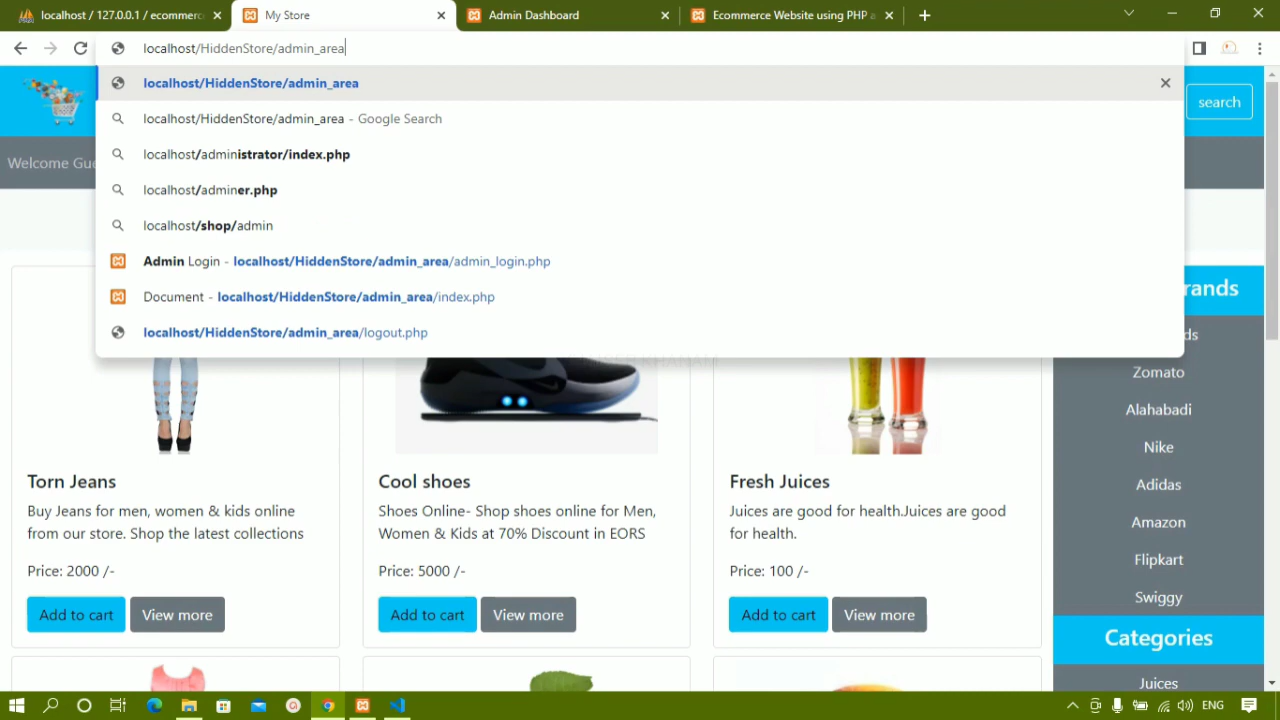 localhost / 127.0.0.1 / ecommerc
My Store
Admin Dashboard
Ecommerce Website using PHP a
localhost/HiddenStore/admin_area
localhost/HiddenStore/admin_area
localhost/HiddenStore/admin_area - Google Search
localhost/administrator/index.php
localhost/adminer.php
localhost/shop/admin
Admin Login - localhost/HiddenStore/admin_area/admin_login.php
Document - localhost/HiddenStore/admin_area/index.php
localhost/HiddenStore/admin_area/logout.php
search
Welcome Gue
rands
ds
Zomato
Alahabadi
Nike
Adidas
Amazon
Flipkart
Swiggy
Categories
Juices
Torn Jeans
Buy Jeans for men, women & kids online
from our store. Shop the latest collections
Price: 2000 /-
Add to cart
View more
Cool shoes
Shoes Online- Shop shoes online for Men,
Women & Kids at 70% Discount in EORS
Price: 5000 /-
Add to cart
View more
Fresh Juices
Juices are good for health.Juices are good
for health.
Price: 100 /-
Add to cart
View more
ENG